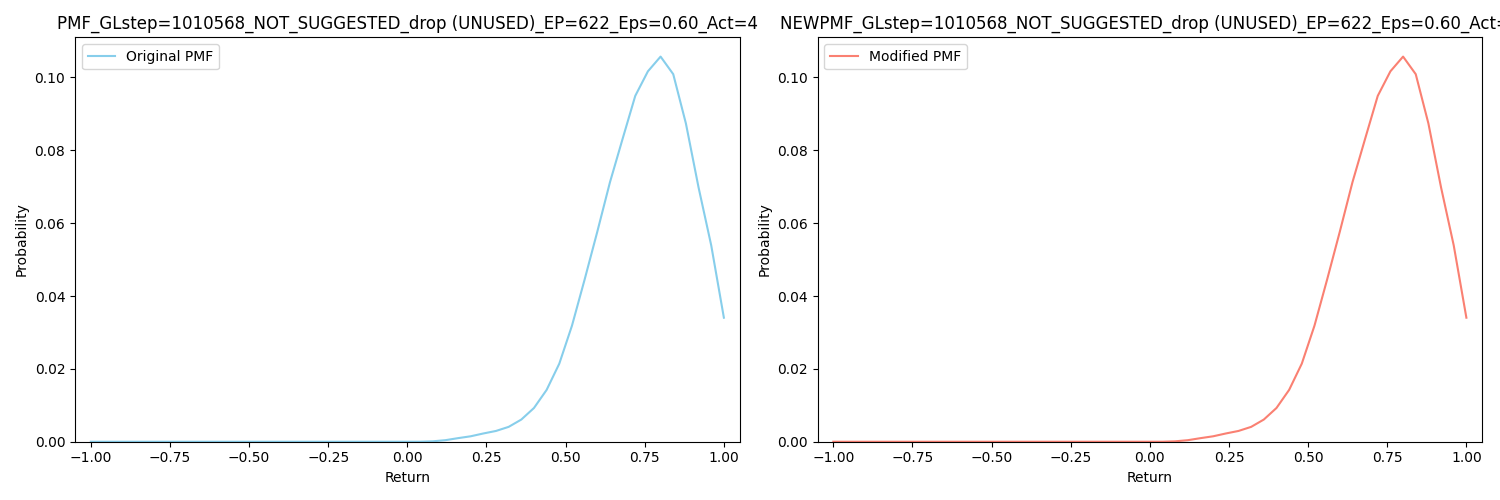 PMF_GLstep=1010568_NOT_SUGGESTED_drop (UNUSED)_EP=622_Eps=0.60_Act=4
Original PMF
0.10
0.08
0.06
0.04
0.02
0.00
Probability
−1.00 −0.75 −0.50 −0.25 0.00 0.25 0.50 0.75 1.00
Return
NEWPMF_GLstep=1010568_NOT_SUGGESTED_drop (UNUSED)_EP=622_Eps=0.60_Act=
Modified PMF
0.10
0.08
0.06
0.04
0.02
0.00
Probability
−1.00 −0.75 −0.50 −0.25 0.00 0.25 0.50 0.75 1.00
Return